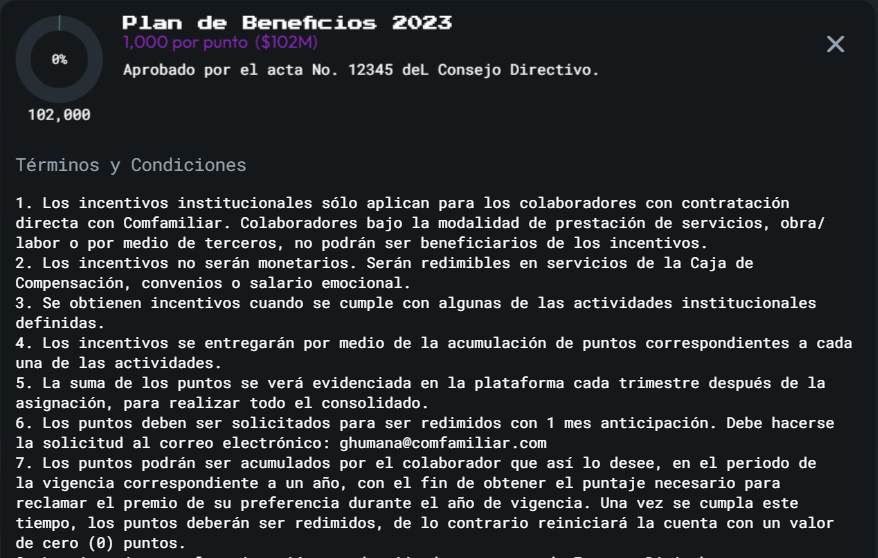 Plan de Beneficios 2023
1,000 por punto ($102M)
0%
Aprobado por el acta No. 12345 deL Consejo Directivo.
102,000
Términos y Condiciones
1. Los incentivos institucionales sólo aplican para los colaboradores con contratación
directa con Comfamiliar. Colaboradores bajo la modalidad de prestación de servicios, obra/
labor o por medio de terceros, no podrán ser beneficiarios de los incentivos.
2. Los incentivos no serán monetarios. Serán redimibles en servicios de la Caja de
Compensación, convenios o salario emocional.
3. Se obtienen incentivos cuando se cumple con algunas de las actividades institucionales
definidas.
4. Los incentivos se entregarán por medio de la acumulación de puntos correspondientes a cada
una de las actividades.
5. La suma de los puntos se verá evidenciada en la plataforma cada trimestre después de la
asignación, para realizar todo el consolidado.
6. Los puntos deben ser solicitados para ser redimidos con 1 mes anticipación. Debe hacerse
la solicitud al correo electrónico: ghumana@comfamiliar.com
7. Los puntos podrán ser acumulados por el colaborador que así lo desee, en el periodo de
la vigencia correspondiente a un año, con el fin de obtener el puntaje necesario para
reclamar el premio de su preferencia durante el año de vigencia. Una vez se cumpla este
tiempo, los puntos deberán ser redimidos, de lo contrario reiniciará la cuenta con un valor
de cero (0) puntos.